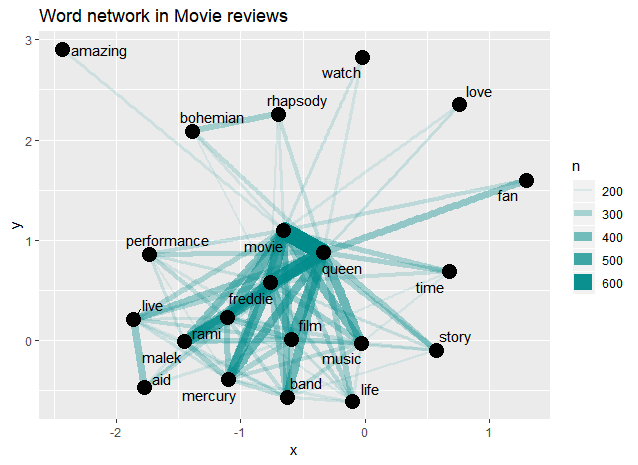 Word network in Movie reviews
3
amazing
watch
love
rhapsody
bohemian
2
n
200
300
400
500
600
fan
y
performance
movie
queen
1
time
freddie
live
rami
film
music
story
0
malek
aid
mercury
band
life
-2
-1
0
1
x